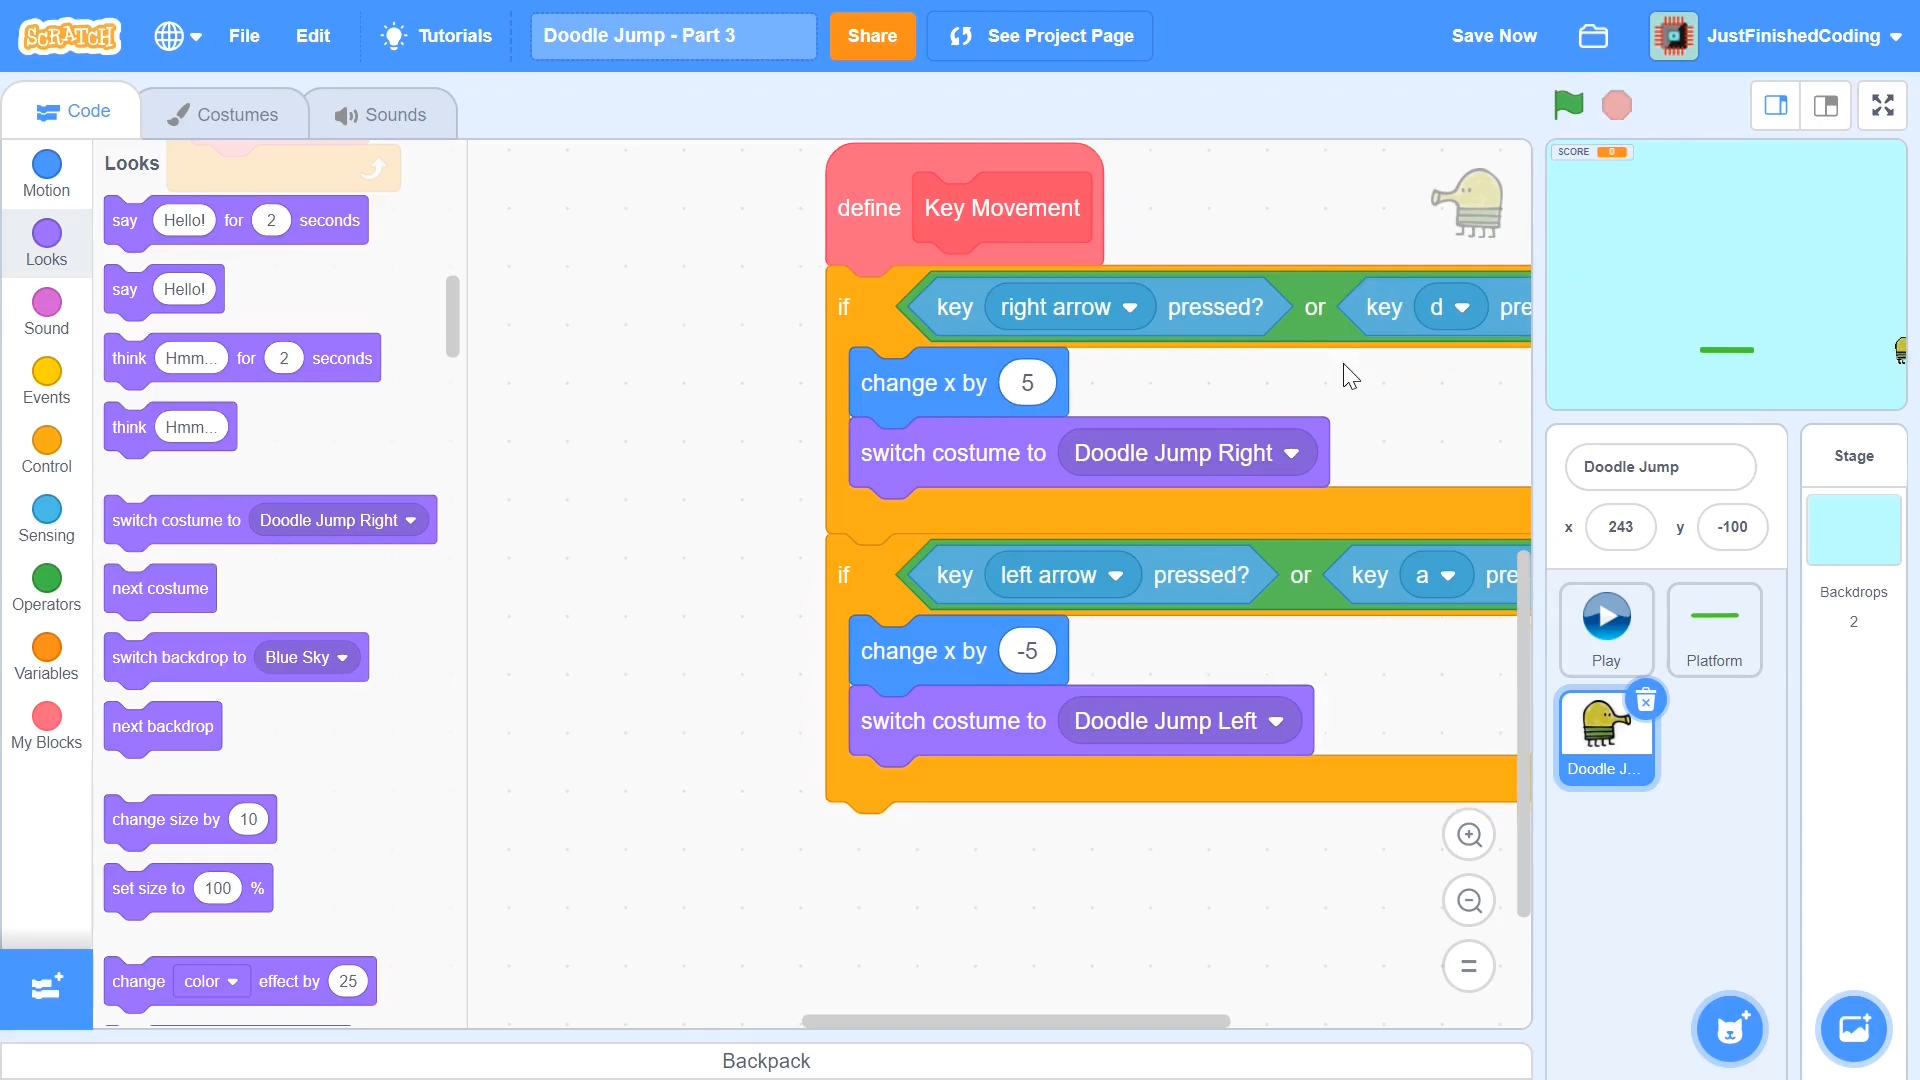 SCRATCH File Edit Tutorials Doodle Jump - Part 3 Share See Project Page Save Now JustFinishedCoding
Code Costumes Sounds
Motion
Looks
Sound
Events
Control
Sensing
Operators
Variables
My Blocks
Looks
say Hello! for 2 seconds
say Hello!
think Hmm... for 2 seconds
think Hmm...
switch costume to Doodle Jump Right
next costume
switch backdrop to Blue Sky
next backdrop
change size by 10
set size to 100 %
change color effect by 25
define Key Movement
if key right arrow pressed? or key d pre
change x by 5
switch costume to Doodle Jump Right
if key left arrow pressed? or key a pre
change x by -5
switch costume to Doodle Jump Left
SCORE 0
Doodle Jump
x 243 y -100
Play
Platform
Doodle J...
Stage
Backdrops
2
Backpack